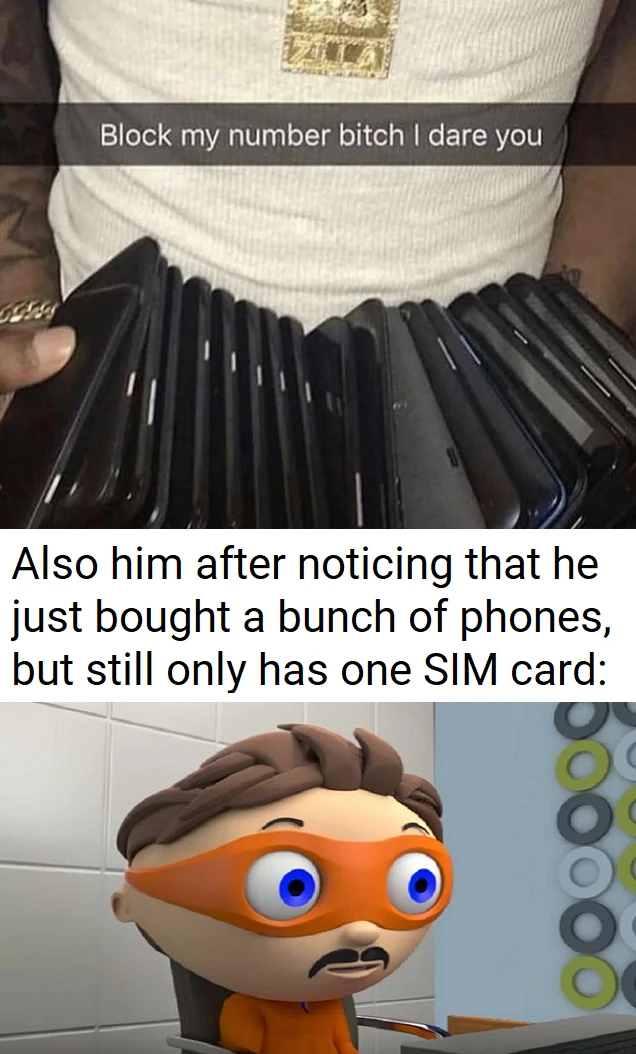 ZILLA
Block my number bitch I dare you
Also him after noticing that he
just bought a bunch of phones,
but still only has one SIM card: